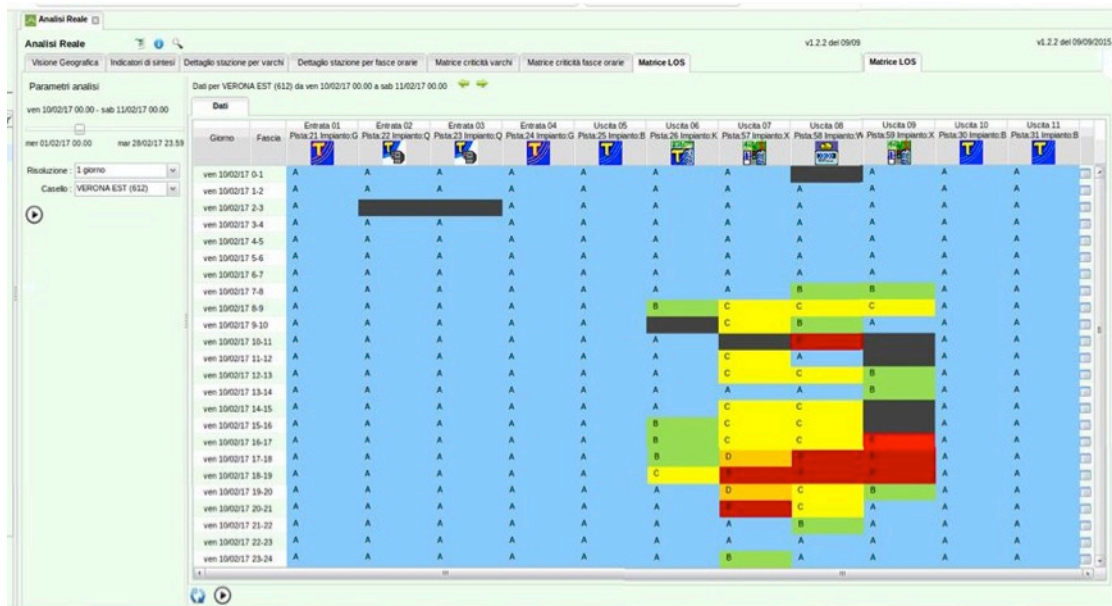 Analisi Reale
Analisi Reale
v1.2.2 del 09/09
v1.2.2 del 09/09/2015
Visione Geografica Indicatori di sintesi Dettaglio stazione per varchi Dettaglio stazione per fasce orarie Matrice criticità varchi Matrice criticità fasce orarie Matrice LOS Matrice LOS
Parametri analisi
Dati per VERONA EST (612) da ven 10/02/17 00.00 a sab 11/02/17 00.00
ven 10/02/17 00.00 - sab 11/02/17 00.00
Dati
mer 01/02/17 00.00 mar 28/02/17 23.59
Risoluzione : 1 giorno
Casello : VERONA EST (612)
Giorno Fascia
Entrata 01 Entrata 02 Entrata 03 Entrata 04 Uscita 05 Uscita 06 Uscita 07 Uscita 08 Uscita 09 Uscita 10 Uscita 11
Pista:21 Impianto:G Pista:22 Impianto:Q Pista:23 Impianto:Q Pista:24 Impianto:G Pista:25 Impianto:B Pista:26 Impianto:K Pista:57 Impianto:X Pista:58 Impianto:W Pista:59 Impianto:X Pista:30 Impianto:B Pista:31 Impianto:B
ven 10/02/17 0-1 A A A A A A A A A A
ven 10/02/17 1-2 A A A A A A A A A A A
ven 10/02/17 2-3 A A A A A A A A A
ven 10/02/17 3-4 A A A A A A A A A A A
ven 10/02/17 4-5 A A A A A A A A A A A
ven 10/02/17 5-6 A A A A A A A A A A A
ven 10/02/17 6-7 A A A A A A A A A A A
ven 10/02/17 7-8 A A A A A A A B B A A
ven 10/02/17 8-9 A A A A A B C C C A A
ven 10/02/17 9-10 A A A A A C B A A A
ven 10/02/17 10-11 A A A A A A A A
ven 10/02/17 11-12 A A A A A A C A A A
ven 10/02/17 12-13 A A A A A A C C B A A
ven 10/02/17 13-14 A A A A A A A A B A A
ven 10/02/17 14-15 A A A A A A C C A A
ven 10/02/17 15-16 A A A A A B C C A A
ven 10/02/17 16-17 A A A A A B C C A A
ven 10/02/17 17-18 A A A A A B D A A
ven 10/02/17 18-19 A A A A A C A A
ven 10/02/17 19-20 A A A A A A D C B A A
ven 10/02/17 20-21 A A A A A A C A A A
ven 10/02/17 21-22 A A A A A A A B A A A
ven 10/02/17 22-23 A A A A A A A A A A A
ven 10/02/17 23-24 A A A A A A B A A A A